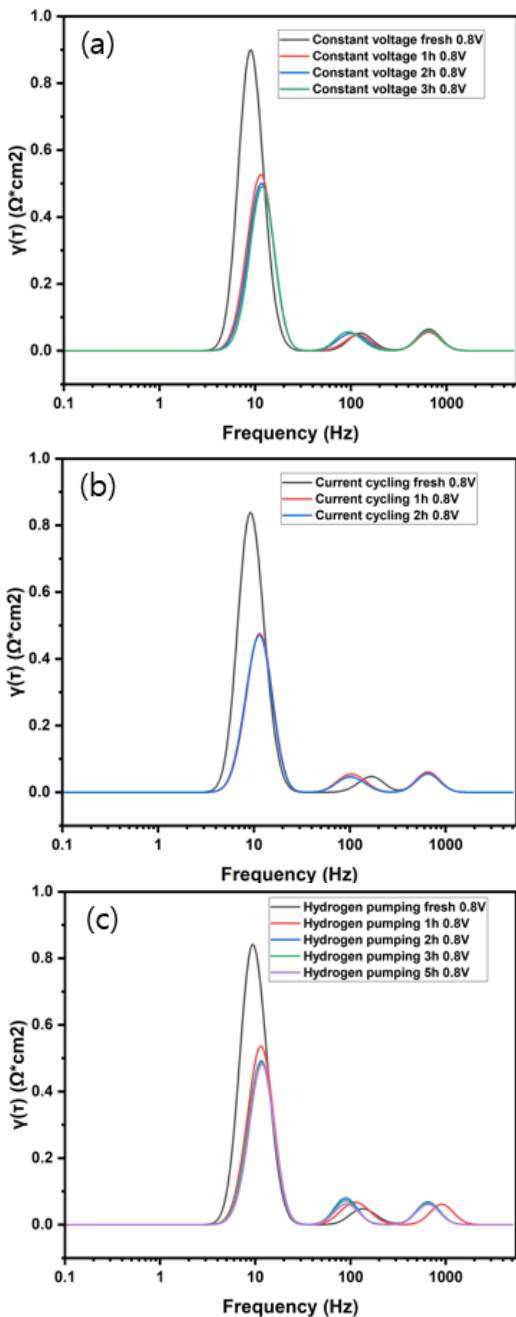 (a)
Constant voltage fresh 0.8V
Constant voltage 1h 0.8V
Constant voltage 2h 0.8V
Constant voltage 3h 0.8V
γ(τ) (Ω*cm2)
1.0
0.8
0.6
0.4
0.2
0.0
0.1 1 10 100 1000
Frequency (Hz)
(b)
Current cycling fresh 0.8V
Current cycling 1h 0.8V
Current cycling 2h 0.8V
γ(τ) (Ω*cm2)
1.0
0.8
0.6
0.4
0.2
0.0
0.1 1 10 100 1000
Frequency (Hz)
(c)
Hydrogen pumping fresh 0.8V
Hydrogen pumping 1h 0.8V
Hydrogen pumping 2h 0.8V
Hydrogen pumping 3h 0.8V
Hydrogen pumping 5h 0.8V
γ(τ) (Ω*cm2)
1.0
0.8
0.6
0.4
0.2
0.0
0.1 1 10 100 1000
Frequency (Hz)